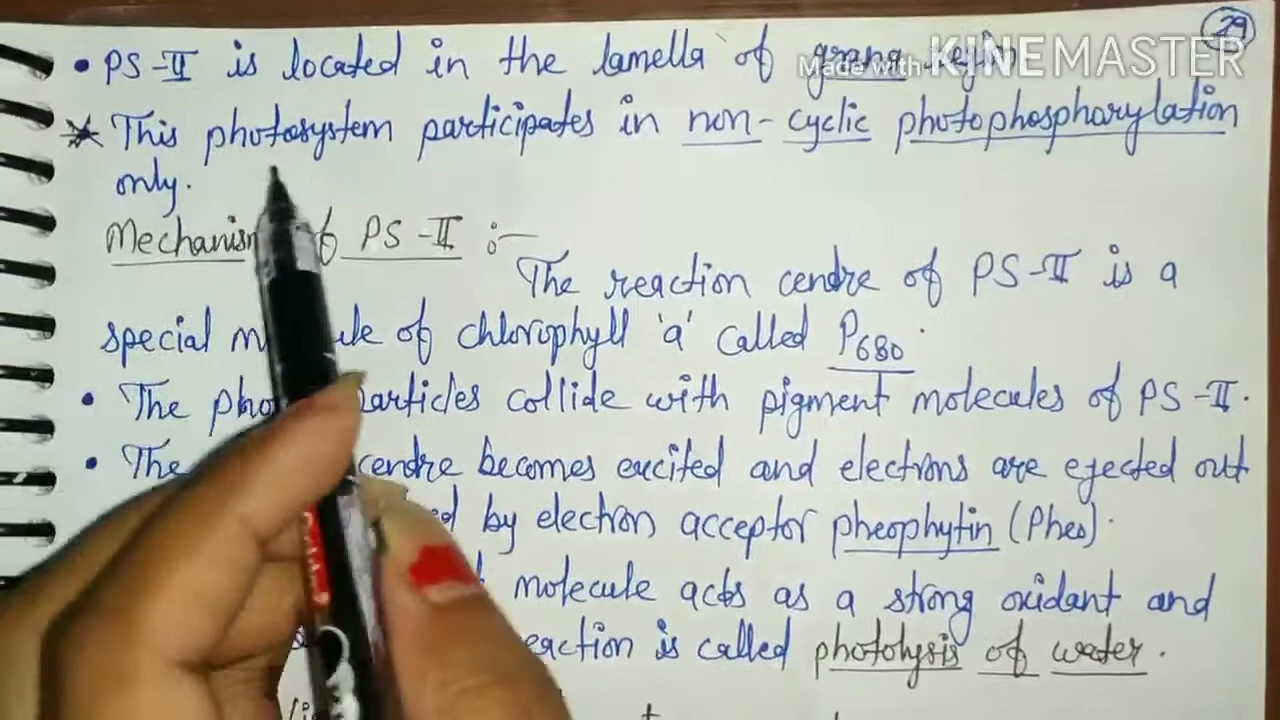 29
• PS-II is located in the lamella of grana
Made with KINEMASTER
* This photosystem participates in non-cyclic photophosphorylation
only.
Mechanism of PS-II :-
The reaction centre of PS-II is a
special of chlorophyll 'a' called P680.
• The particles collide with pigment molecules of PS-II.
• The centre becomes excited and electrons are ejected out
by electron acceptor pheophytin (Pheo).
molecule acts as a strong oxidant and
is called photolysis of water.